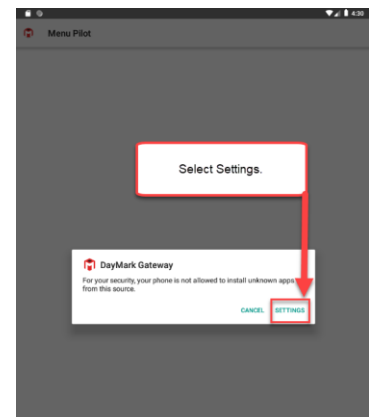 4:30
Menu Pilot
Select Settings.
DayMark Gateway
For your security, your phone is not allowed to install unknown apps
from this source.
CANCEL SETTINGS